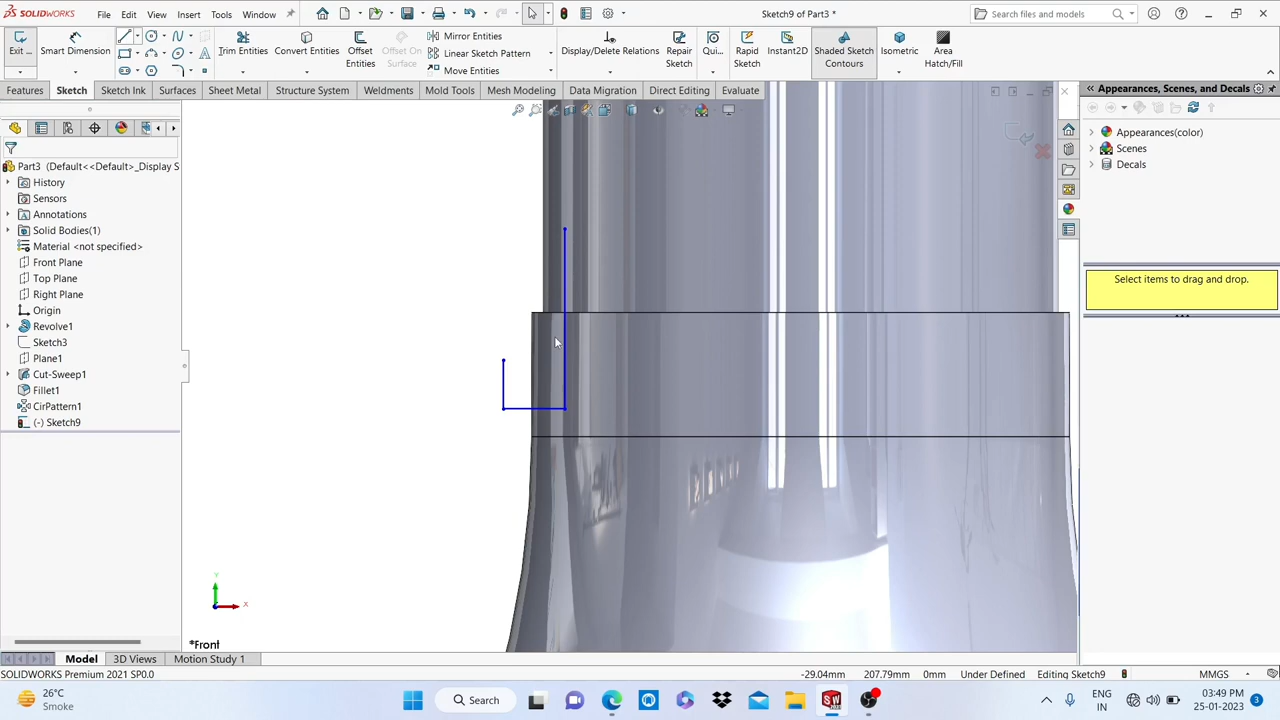 SOLIDWORKS File Edit View Insert Tools Window Sketch9 of Part3 * Search files and models
Exit ... Smart Dimension Trim Entities Convert Entities Offset Entities Offset On Surface Mirror Entities Linear Sketch Pattern Move Entities Display/Delete Relations Repair Sketch Qui... Rapid Sketch Instant2D Shaded Sketch Contours Isometric Area Hatch/Fill
Features Sketch Sketch Ink Surfaces Sheet Metal Structure System Weldments Mold Tools Mesh Modeling Data Migration Direct Editing Evaluate
Appearances, Scenes, and Decals
Appearances(color)
Scenes
Decals
Select items to drag and drop.
Part3 (Default<<Default>_Display S
History
Sensors
Annotations
Solid Bodies(1)
Material <not specified>
Front Plane
Top Plane
Right Plane
Origin
Revolve1
Sketch3
Plane1
Cut-Sweep1
Fillet1
CirPattern1
(-) Sketch9
Y
X
*Front
Model 3D Views Motion Study 1
SOLIDWORKS Premium 2021 SP0.0 -29.04mm 207.79mm 0mm Under Defined Editing Sketch9 MMGS
26°C
Smoke
Search
ENG
IN
03:49 PM
25-01-2023
3